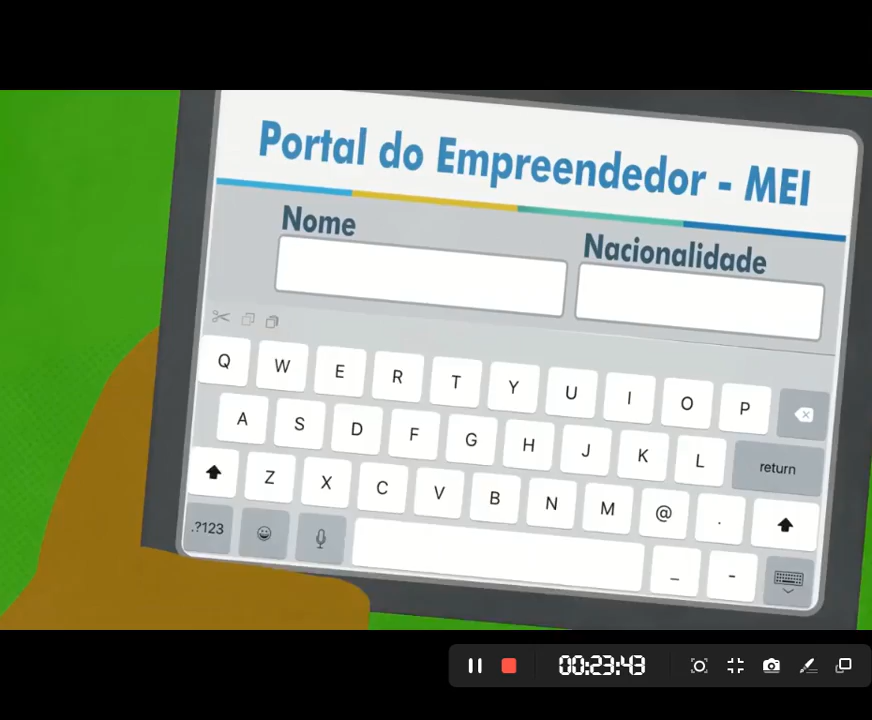 Portal do Empreendedor - MEI
Nome
Nacionalidade
Q W E R T Y U I O P
A S D F G H J K L return
Z X C V B N M @ .
.?123 _ -
00:23:43